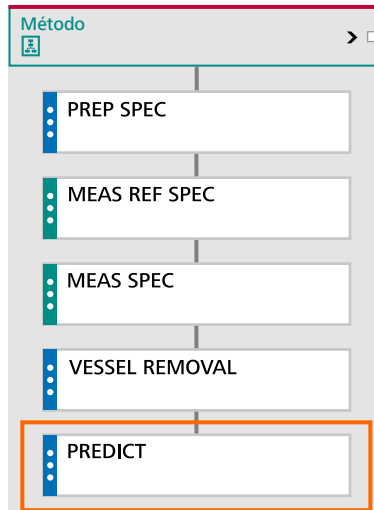 Método
PREP SPEC
MEAS REF SPEC
MEAS SPEC
VESSEL REMOVAL
PREDICT